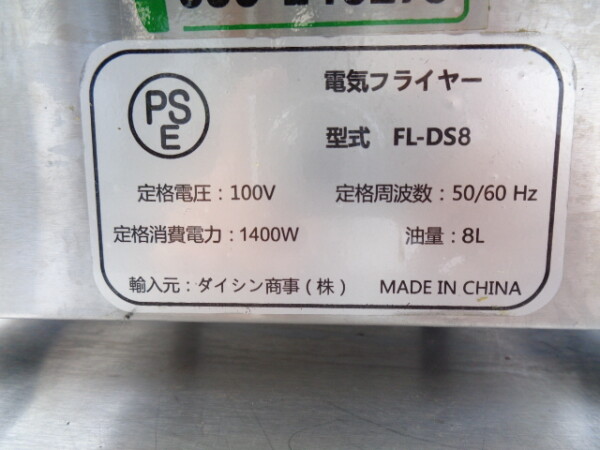 PSE
電気フライヤー
型式 FL-DS8
定格電圧：100V 定格周波数：50/60 Hz
定格消費電力：1400W 油量：8L
輸入元：ダイシン商事（株） MADE IN CHINA